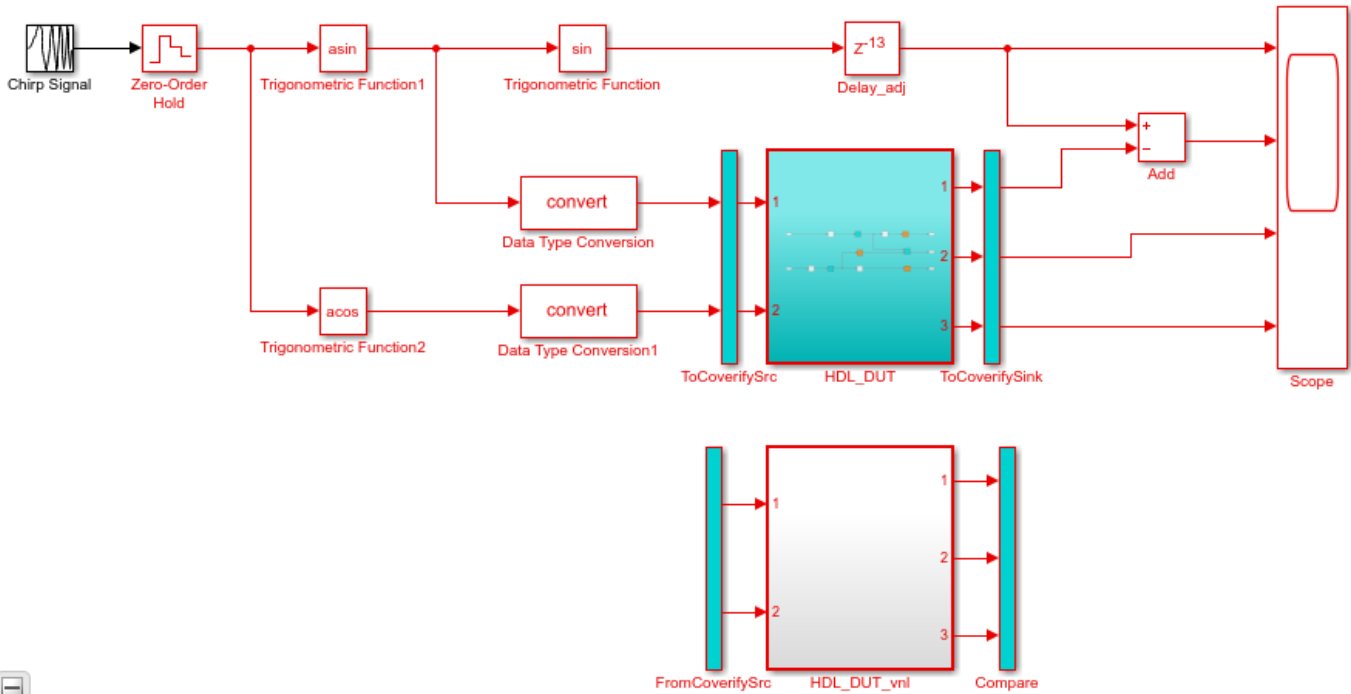 asin
sin
z-13
Chirp Signal
Zero-Order
Hold
Trigonometric Function1
Trigonometric Function
Delay_adj
+
−
Add
convert
Data Type Conversion
1
1
2
2
3
acos
Trigonometric Function2
convert
Data Type Conversion1
ToCoverifySrc
HDL_DUT
ToCoverifySink
Scope
1
1
2
2
3
FromCoverifySrc
HDL_DUT_vnl
Compare